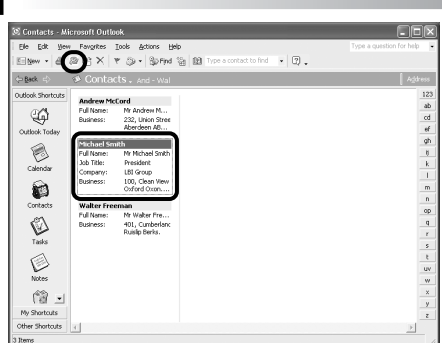 Contacts - Microsoft Outlook
File Edit View Favorites Tools Actions Help Type a question for help
New Find Type a contact to find
Back Contacts . And - Wal Address
Outlook Shortcuts
Outlook Today
Calendar
Contacts
Tasks
Notes
My Shortcuts
Other Shortcuts
Andrew McCord
Full Name: Mr Andrew M...
Business: 232, Union Stree
Aberdeen AB...
Michael Smith
Full Name: Mr Michael Smith
Job Title: President
Company: LBI Group
Business: 100, Clean View
Oxford Oxon....
Walter Freeman
Full Name: Mr Walter Fre...
Business: 401, Cumberlanc
Ruislip Berks.
123
ab
cd
ef
gh
ij
k
l
m
n
op
q
r
s
t
uv
w
x
y
z
3 Items